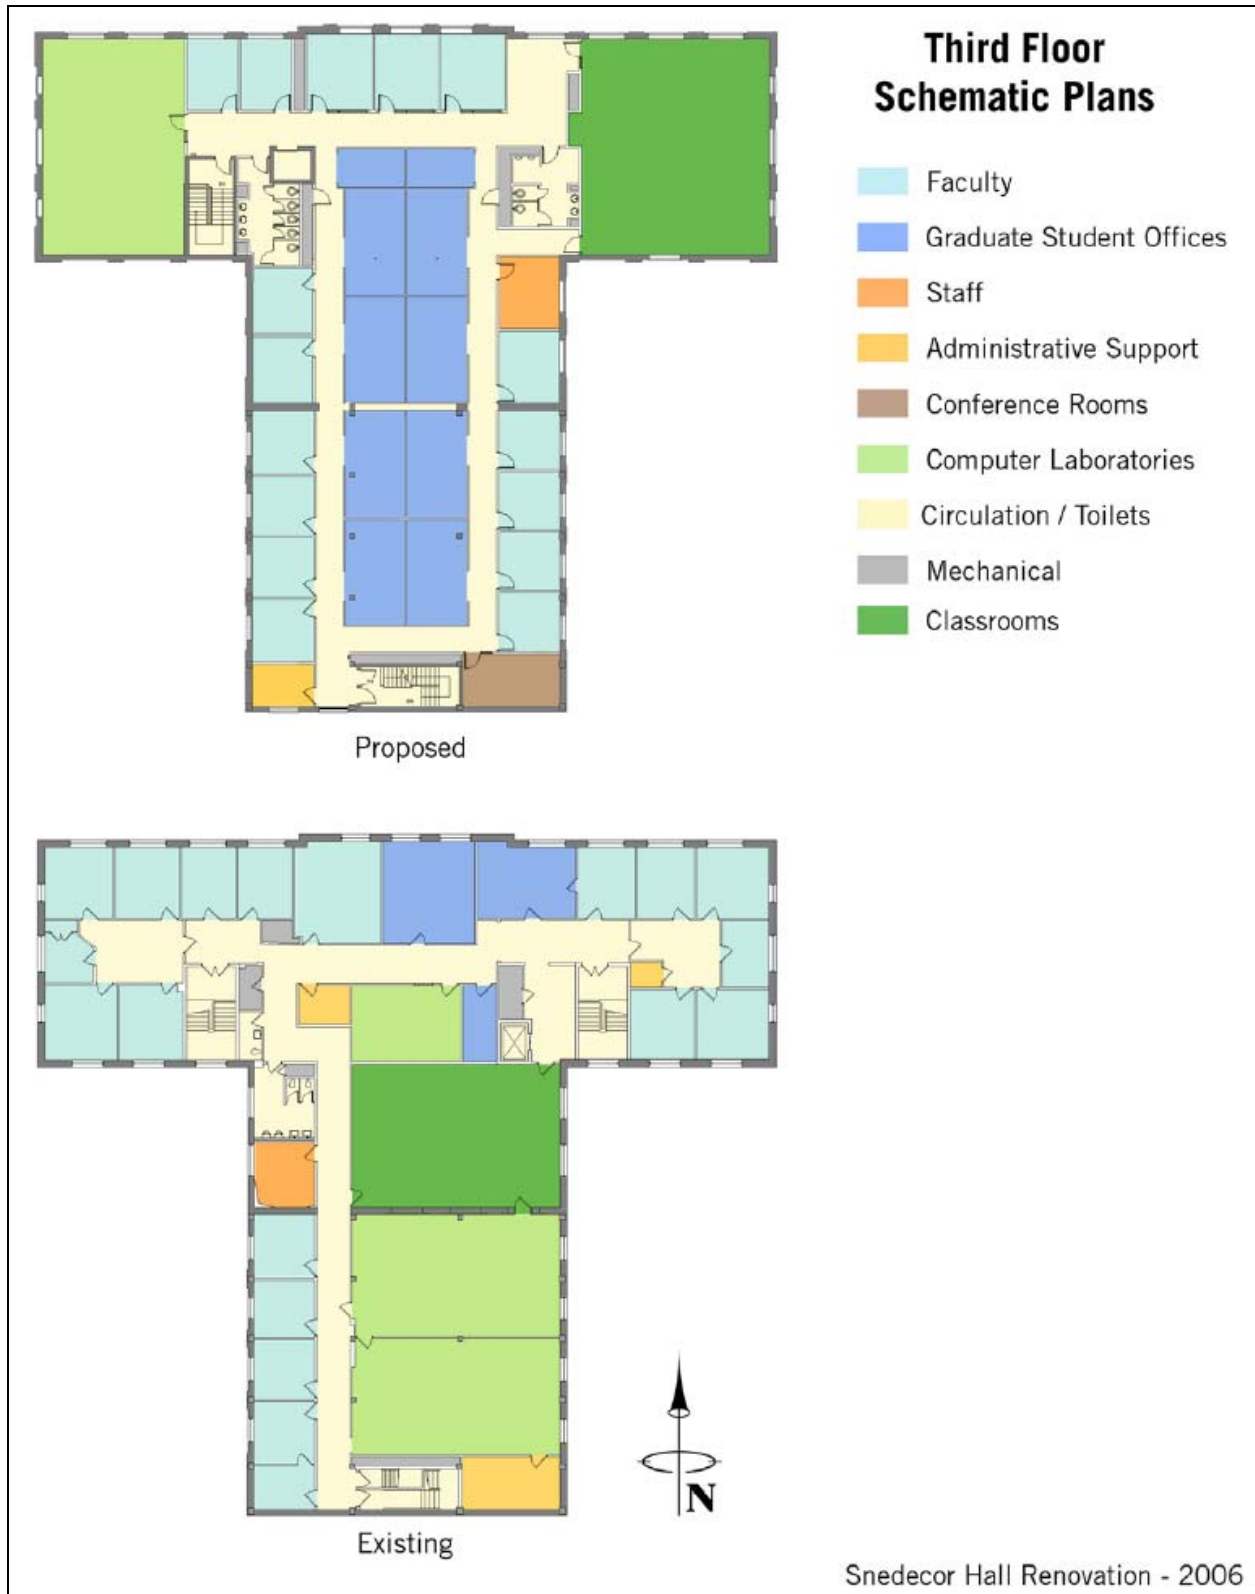 Third Floor
Schematic Plans
Faculty
Graduate Student Offices
Staff
Administrative Support
Conference Rooms
Computer Laboratories
Circulation / Toilets
Mechanical
Classrooms
Proposed
N
Existing
Snedecor Hall Renovation - 2006